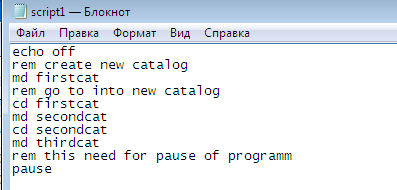 script1 — Блокнот
Файл Правка Формат Вид Справка
echo off
rem create new catalog
md firstcat
rem go to into new catalog
cd firstcat
md secondcat
cd secondcat
md thirdcat
rem this need for pause of programm
pause